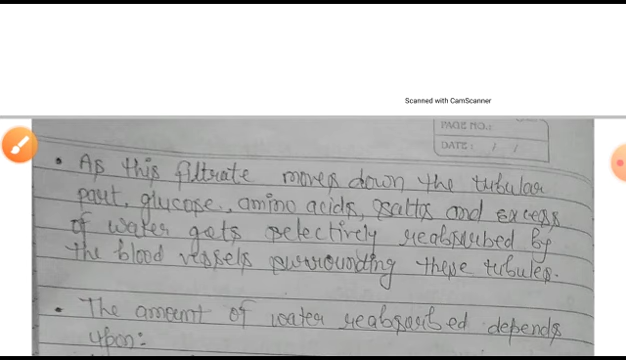 Scanned with CamScanner
PAGE NO.:
DATE: / /
• As this filtrate moves down the tubular
part, glucose, amino acids, salts and excess
of water gets selectively reabsorbed by
the blood vessels surrounding these tubules.
• The amount of water reabsorbed depends
upon: